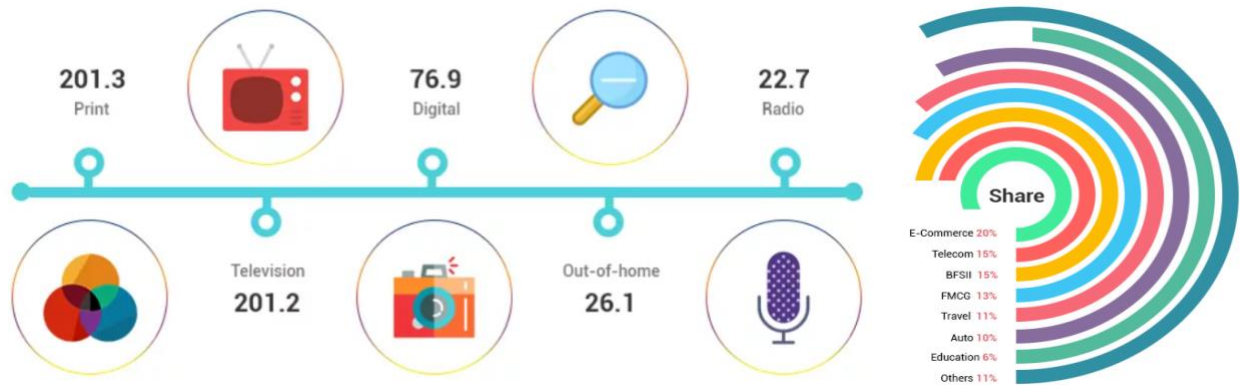 201.3
Print
76.9
Digital
22.7
Radio
Television
201.2
Out-of-home
26.1
Share
E-Commerce 20%
Telecom 15%
BFSII 15%
FMCG 13%
Travel 11%
Auto 10%
Education 6%
Others 11%